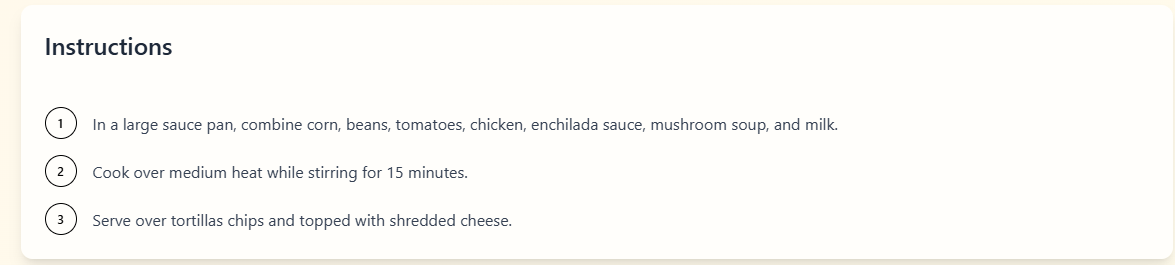 Instructions
1 In a large sauce pan, combine corn, beans, tomatoes, chicken, enchilada sauce, mushroom soup, and milk.
2 Cook over medium heat while stirring for 15 minutes.
3 Serve over tortillas chips and topped with shredded cheese.